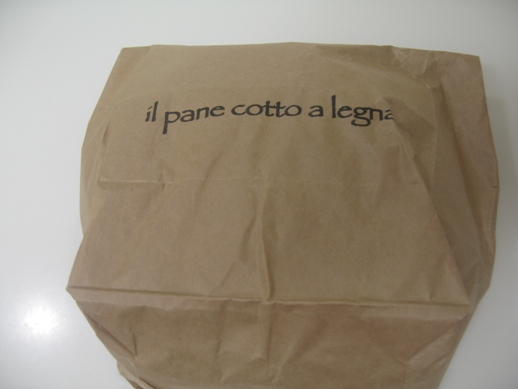 il pane cotto a legna